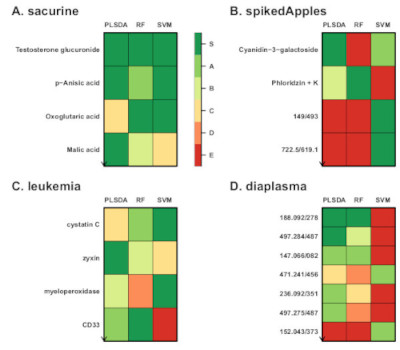 A. sacurine
PLSDA RF SVM
Testosterone glucuronide
p-Anisic acid
Oxoglutaric acid
Malic acid
S
A
B
C
D
E
B. spikedApples
PLSDA RF SVM
Cyanidin-3-galactoside
Phloridzin + K
149/493
722.5/619.1
C. leukemia
PLSDA RF SVM
cystatin C
zyxin
myeloperoxidase
CD33
D. diaplasma
PLSDA RF SVM
188.092/278
497.284/487
147.066/082
471.241/456
236.092/351
497.275/487
152.043/373